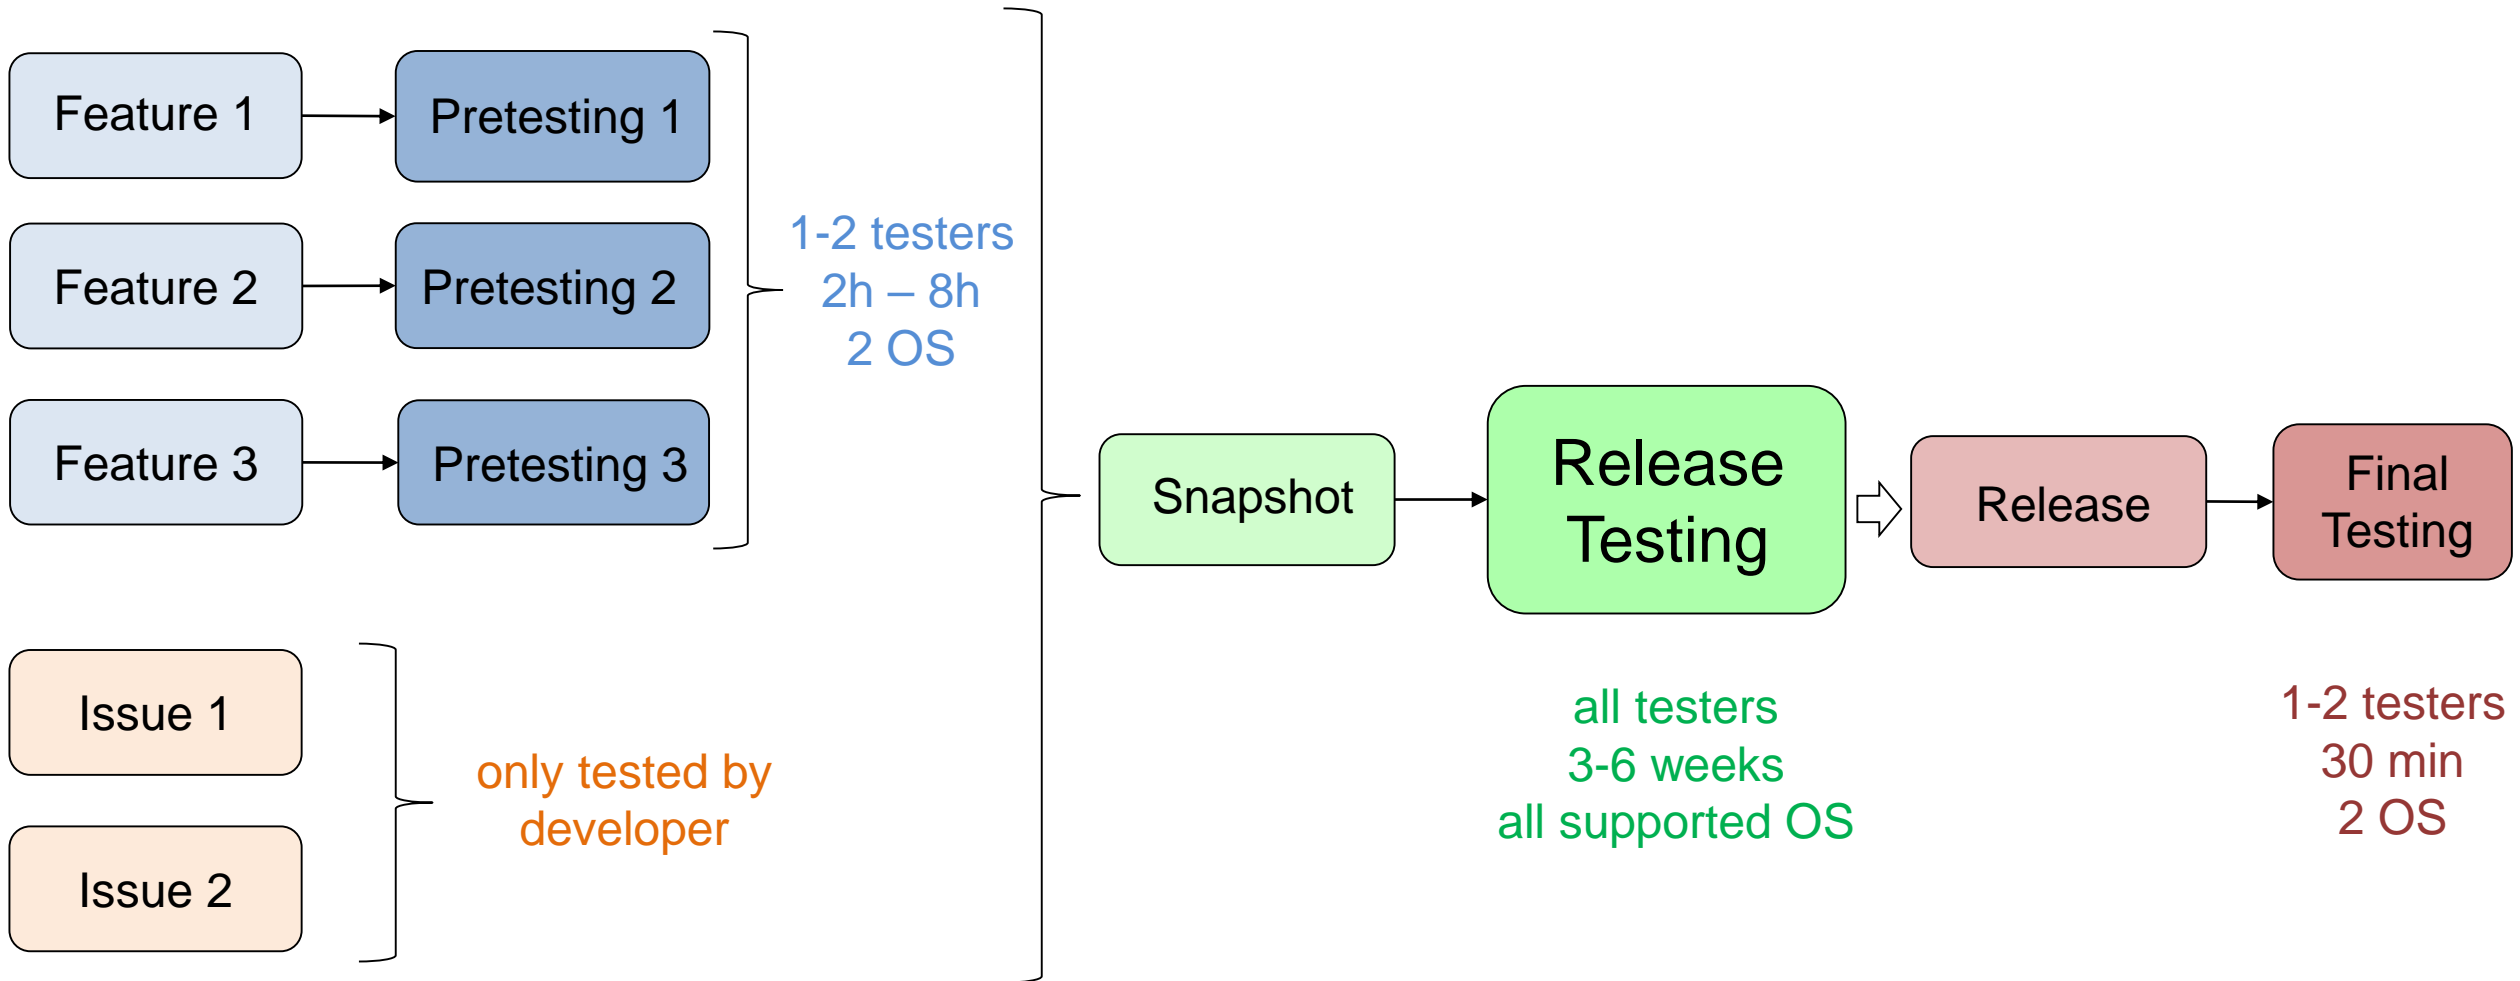 Feature 1
Pretesting 1
Feature 2
Pretesting 2
Feature 3
Pretesting 3
1-2 testers
2h – 8h
2 OS
Issue 1
Issue 2
only tested by
developer
Snapshot
Release
Testing
all testers
3-6 weeks
all supported OS
Release
Final
Testing
1-2 testers
30 min
2 OS